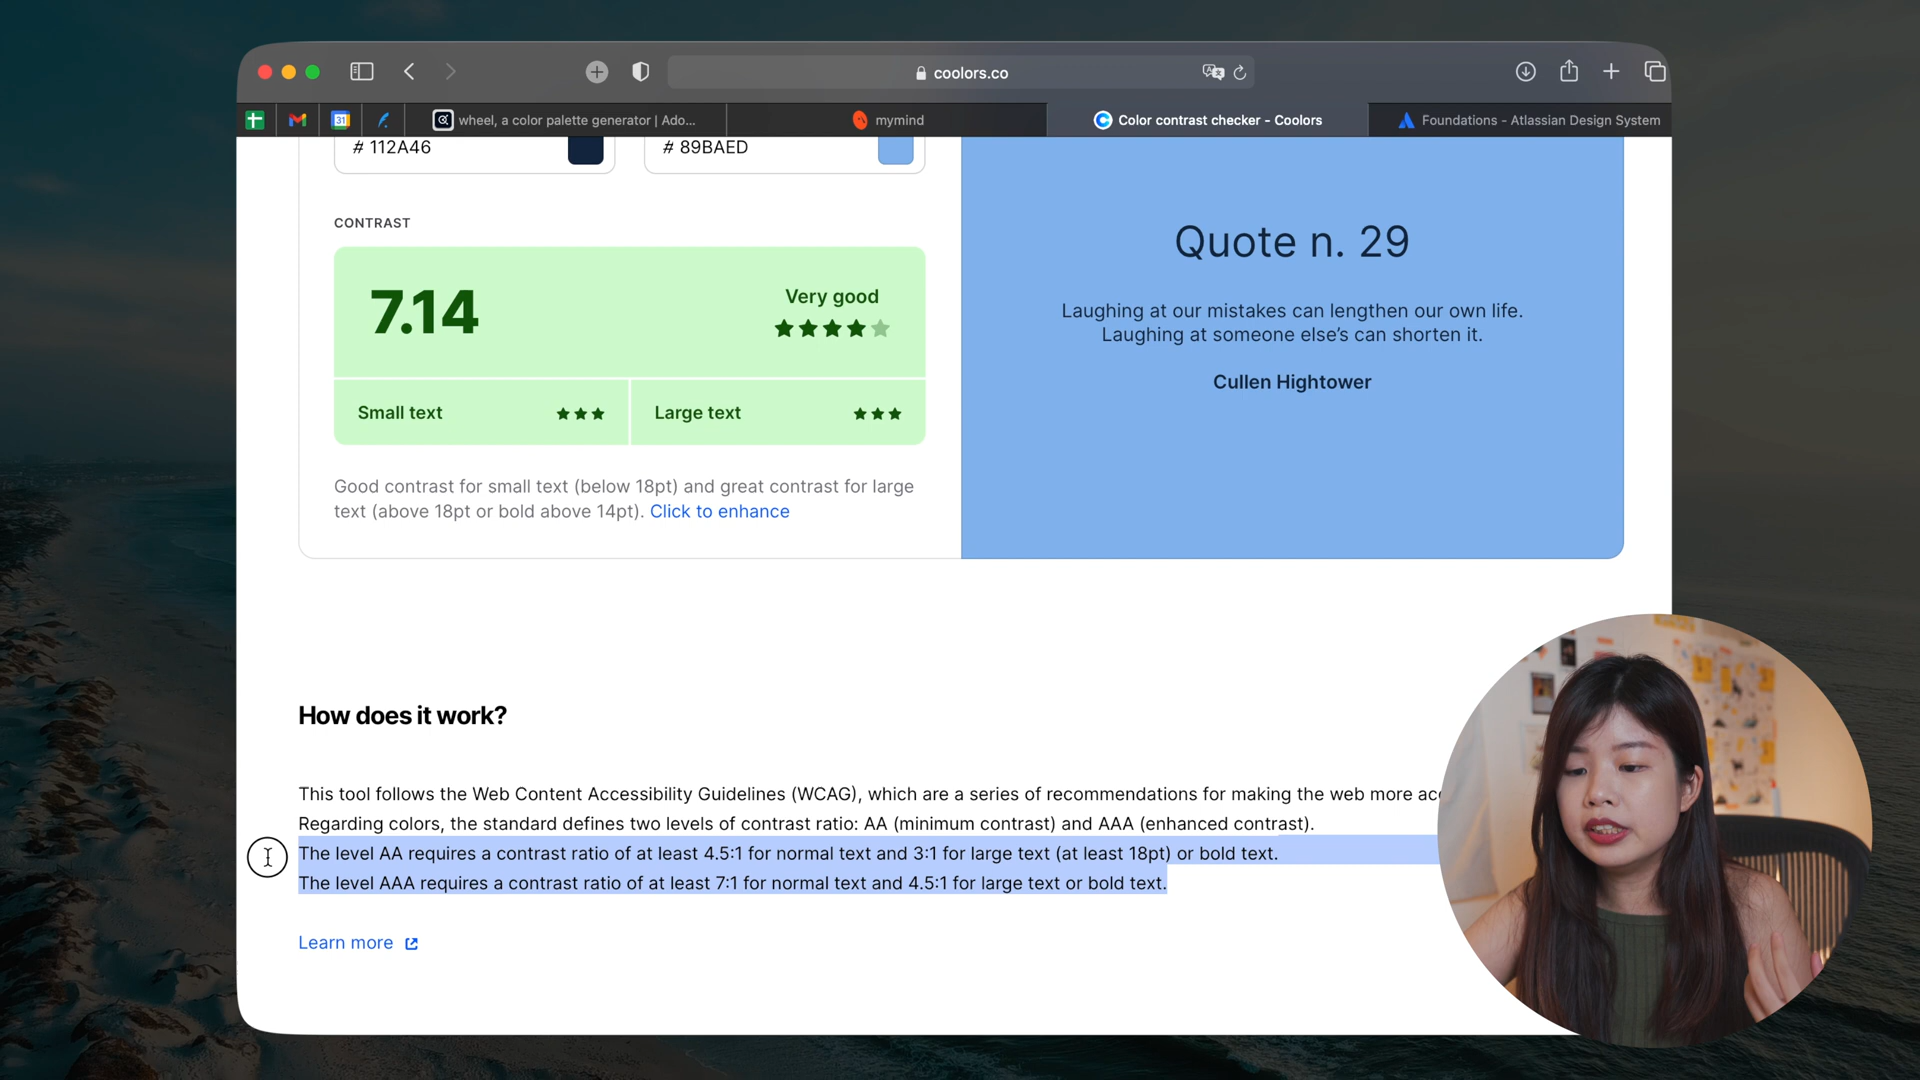 coolors.co
31
wheel, a color palette generator | Ado...
mymind
Color contrast checker - Coolors
Foundations - Atlassian Design System
# 112A46
# 89BAED
CONTRAST
7.14
Very good
Small text
Large text
Good contrast for small text (below 18pt) and great contrast for large
text (above 18pt or bold above 14pt). Click to enhance
Quote n. 29
Laughing at our mistakes can lengthen our own life.
Laughing at someone else’s can shorten it.
Cullen Hightower
How does it work?
This tool follows the Web Content Accessibility Guidelines (WCAG), which are a series of recommendations for making the web more
Regarding colors, the standard defines two levels of contrast ratio: AA (minimum contrast) and AAA (enhanced contrast).
The level AA requires a contrast ratio of at least 4.5:1 for normal text and 3:1 for large text (at least 18pt) or bold text.
The level AAA requires a contrast ratio of at least 7:1 for normal text and 4.5:1 for large text or bold text.
Learn more